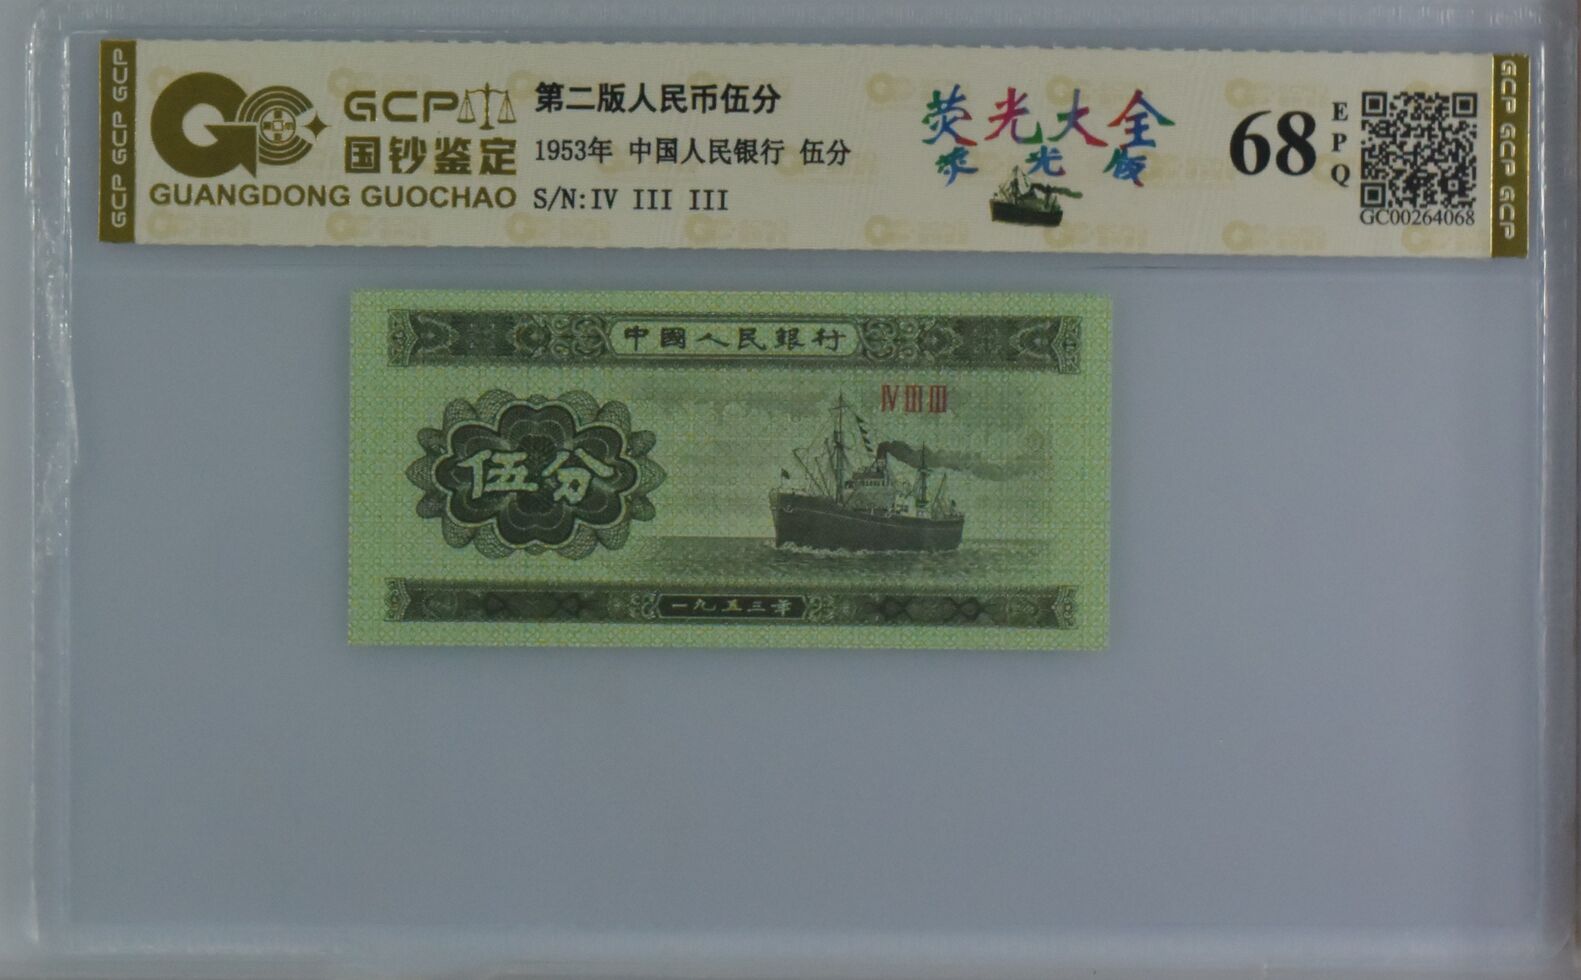 GCP GCP GCP
GCP
国钞鉴定
GUANGDONG GUOCHAO
第二版人民币伍分
1953年 中国人民银行 伍分
S/N:IV III III
荧光大全
荧光版
68
EPQ
GC00264068
GCP GCP GCP
中國人民銀行
IV III III
伍分
一九五三年